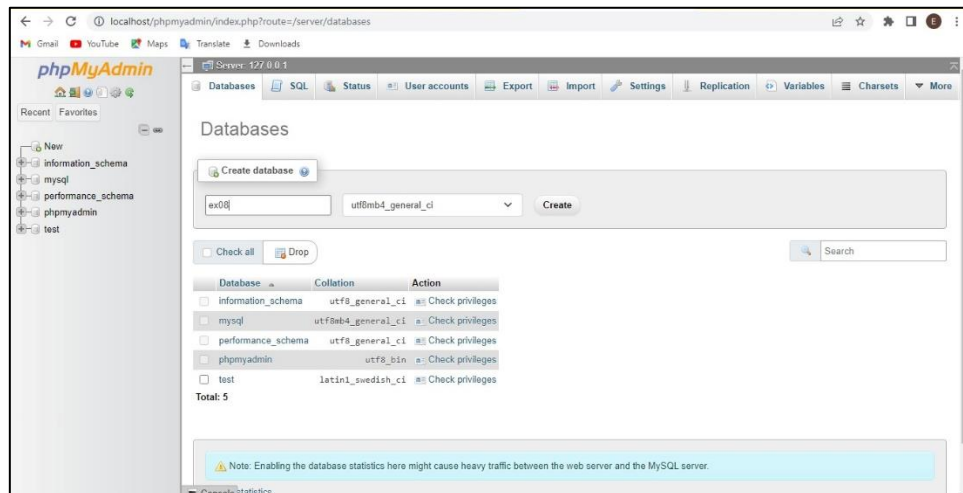 localhost/phpmyadmin/index.php?route=/server/databases
E
Gmail YouTube Maps Translate Downloads
phpMyAdmin
Recent Favorites
New
information_schema
mysql
performance_schema
phpmyadmin
test
Server: 127.0.0.1
Databases SQL Status User accounts Export Import Settings Replication Variables Charsets More
Databases
Create database
ex08 utf8mb4_general_ci Create
Check all Drop Search
Database Collation Action
information_schema utf8_general_ci Check privileges
mysql utf8mb4_general_ci Check privileges
performance_schema utf8_general_ci Check privileges
phpmyadmin utf8_bin Check privileges
test latin1_swedish_ci Check privileges
Total: 5
Note: Enabling the database statistics here might cause heavy traffic between the web server and the MySQL server.
Console statistics